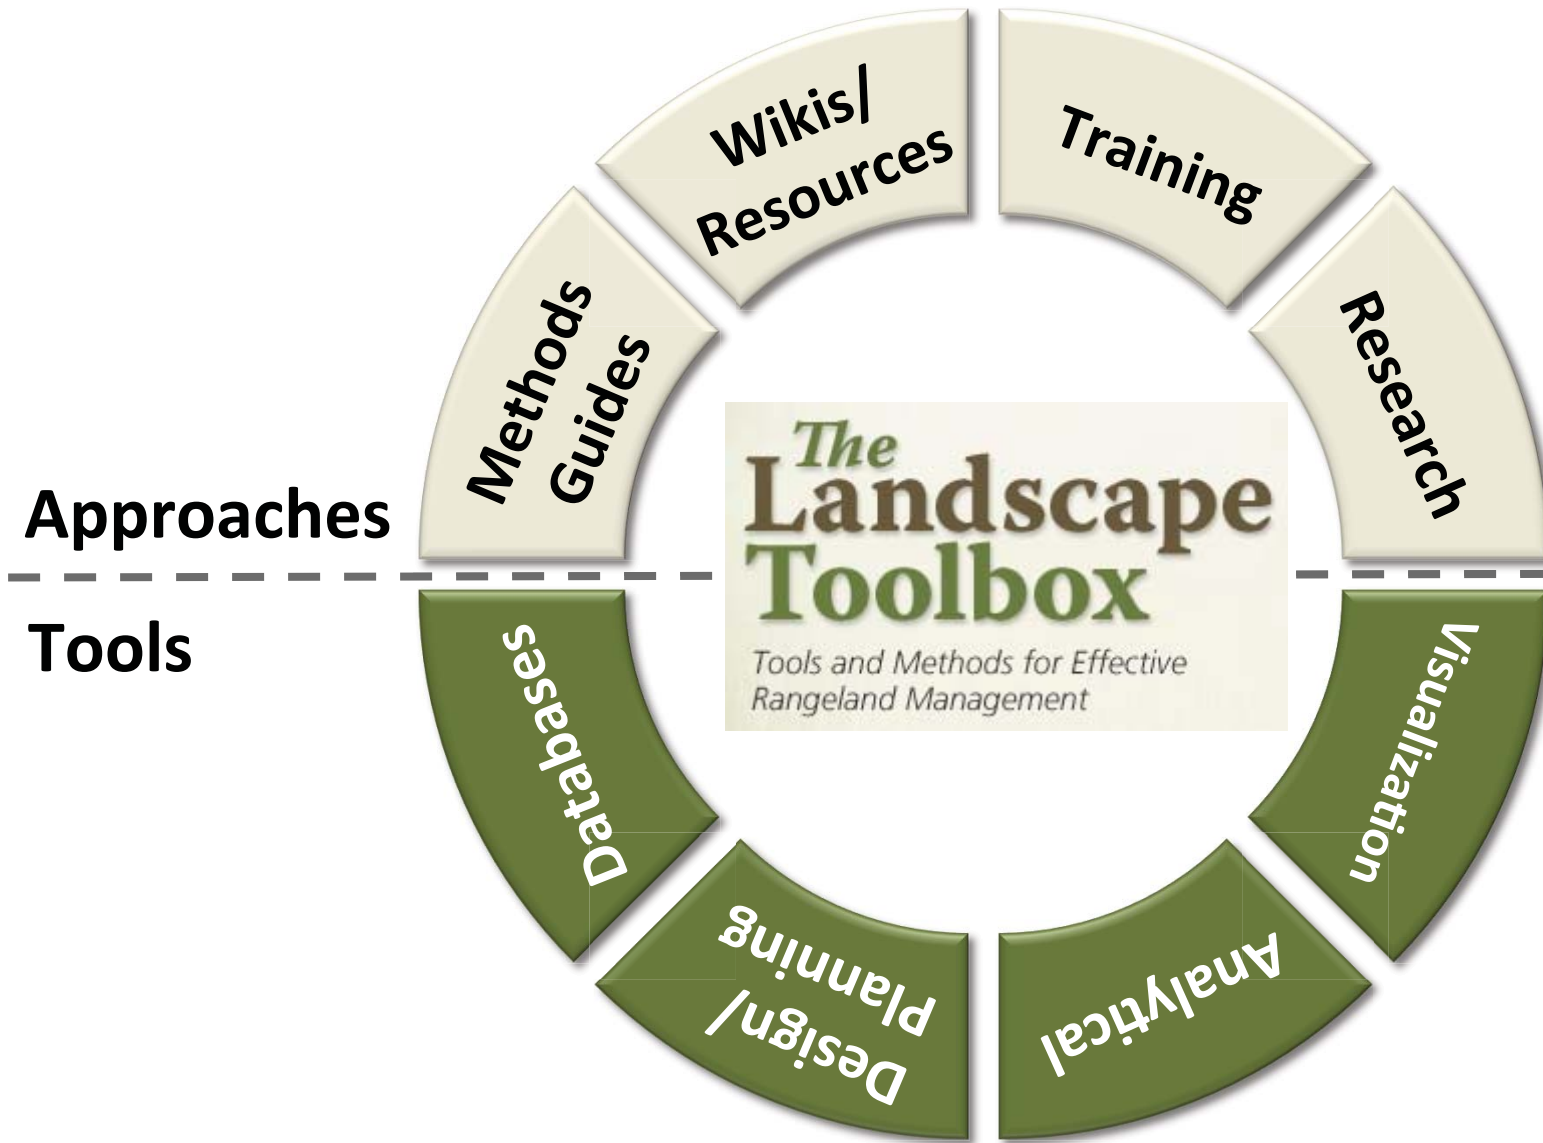 Wikis/
Resources
Training
Methods
Guides
Research
The
Landscape
Toolbox
Tools and Methods for Effective
Rangeland Management
Approaches
Tools
Databases
Visualization
Design/
Planning
Analytical